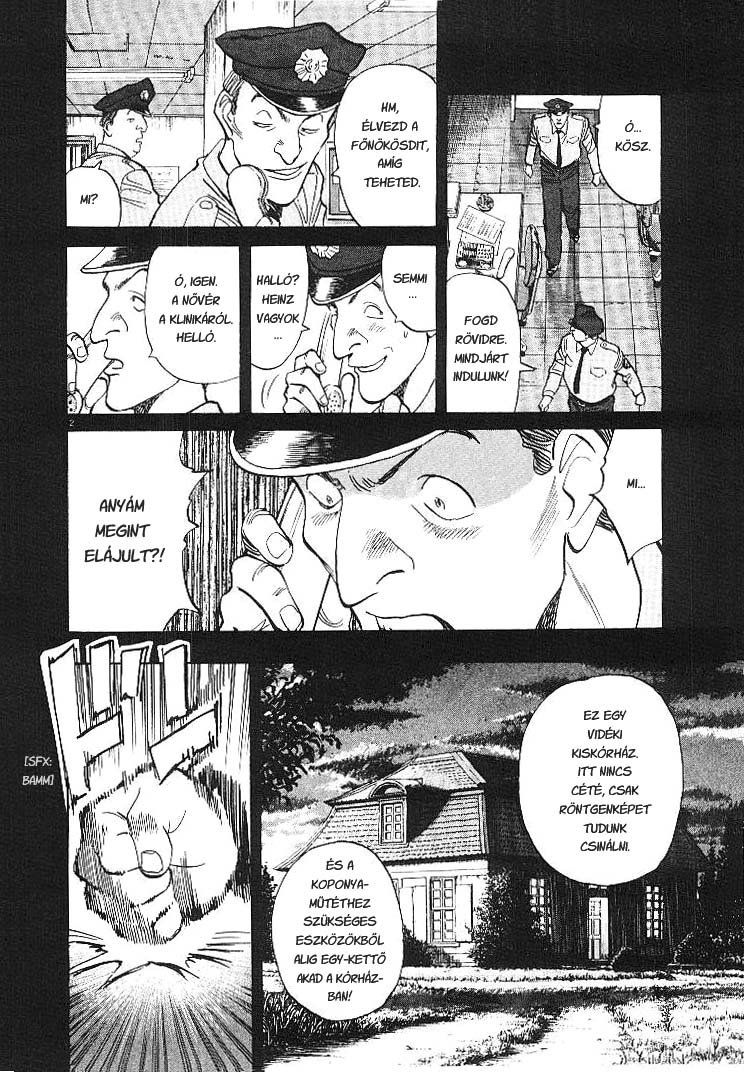 Ó...
KÖSZ.
FOGD
RÖVIDRE.
MINDJÁRT
INDULUNK!
HM,
ÉLVEZD A
FŐNÖKÖSDIT,
AMÍG
TEHETED.
MI?
SEMMI
...
HALLÓ?
HEINZ
VAGYOK
...
Ó, IGEN.
A NŐVÉR
A KLINIKÁRÓL.
HELLÓ.
2
MI...
ANYÁM
MEGINT
ELÁJULT?!
EZ EGY
VIDÉKI
KISKÓRHÁZ.
ITT NINCS
CÉTÉ, CSAK
RÖNTGENKÉPET
TUDUNK
CSINÁLNI.
ÉS A
KOPONYA-
MŰTÉTHEZ
SZÜKSÉGES
ESZKÖZÖKBŐL
ALIG EGY-KETTŐ
AKAD A KÓRHÁZ-
BAN!
[SFX:
BAMM]